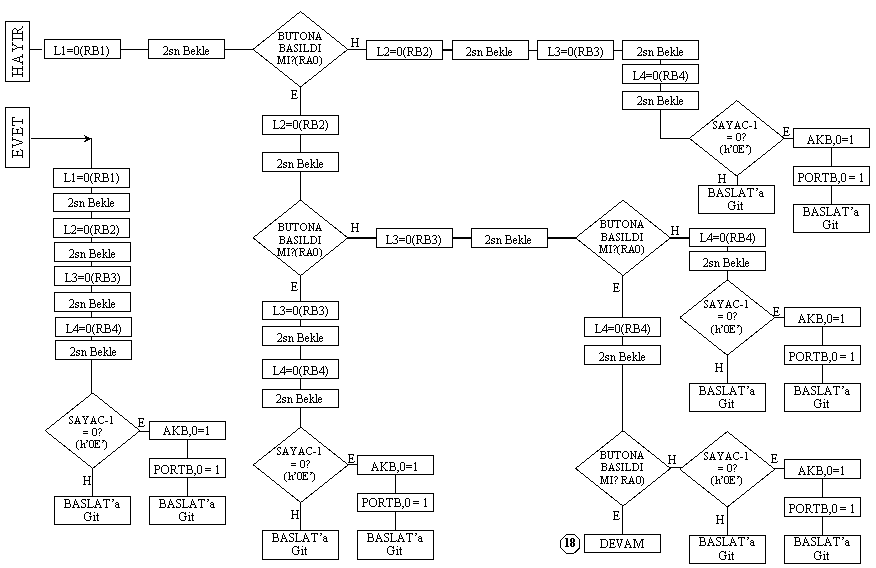 HAYIR
L1=0(RB1)
2sn Bekle
BUTONA
BASILDI
MI?(RA0)
H
L2=0(RB2)
2sn Bekle
L3=0(RB3)
2sn Bekle
L4=0(RB4)
2sn Bekle
SAYAC-1
= 0?
(h'0E')
E
AKB,0=1
PORTB,0 = 1
BASLAT'a
Git
H
BASLAT'a
Git
E
L2=0(RB2)
2sn Bekle
EVET
L1=0(RB1)
2sn Bekle
L2=0(RB2)
2sn Bekle
L3=0(RB3)
2sn Bekle
L4=0(RB4)
2sn Bekle
SAYAC-1
= 0?
(h'0E')
E
AKB,0=1
PORTB,0 = 1
BASLAT'a
Git
H
BASLAT'a
Git
BUTONA
BASILDI
MI?(RA0)
H
L3=0(RB3)
2sn Bekle
E
L3=0(RB3)
2sn Bekle
L4=0(RB4)
2sn Bekle
SAYAC-1
= 0?
(h'0E')
E
AKB,0=1
PORTB,0 = 1
BASLAT'a
Git
H
BASLAT'a
Git
BUTONA
BASILDI
MI?(RA0)
H
L4=0(RB4)
2sn Bekle
SAYAC-1
= 0?
(h'0E')
E
AKB,0=1
PORTB,0 = 1
BASLAT'a
Git
H
BASLAT'a
Git
E
L4=0(RB4)
2sn Bekle
BUTONA
BASILDI
MI? RA0)
H
SAYAC-1
= 0?
(h'0E')
E
AKB,0=1
PORTB,0 = 1
BASLAT'a
Git
H
BASLAT'a
Git
E
18
DEVAM